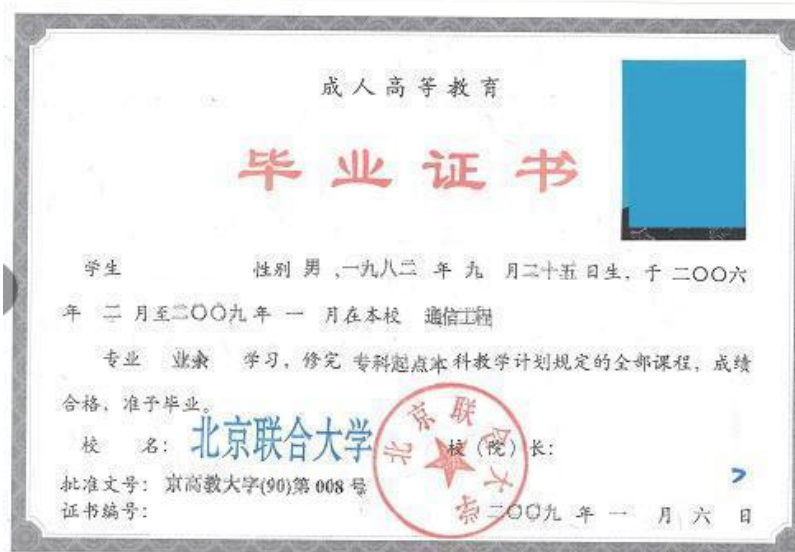 成人高等教育
毕业证书
学生 性别 男 ,一九八二 年 九 月二十五日生, 于 二〇〇六
年 二 月至二〇〇九年 一 月在本校 通信工程
专业 业余 学习, 修完 专科起点本科教学计划规定的全部课程, 成绩
合格, 准予毕业。
校 名: 北京联合大学 校 (院) 长:
批准文号: 京高教大字(90)第 008 号
证书编号: 二〇〇九 年 一 月 六 日
北京联合大学